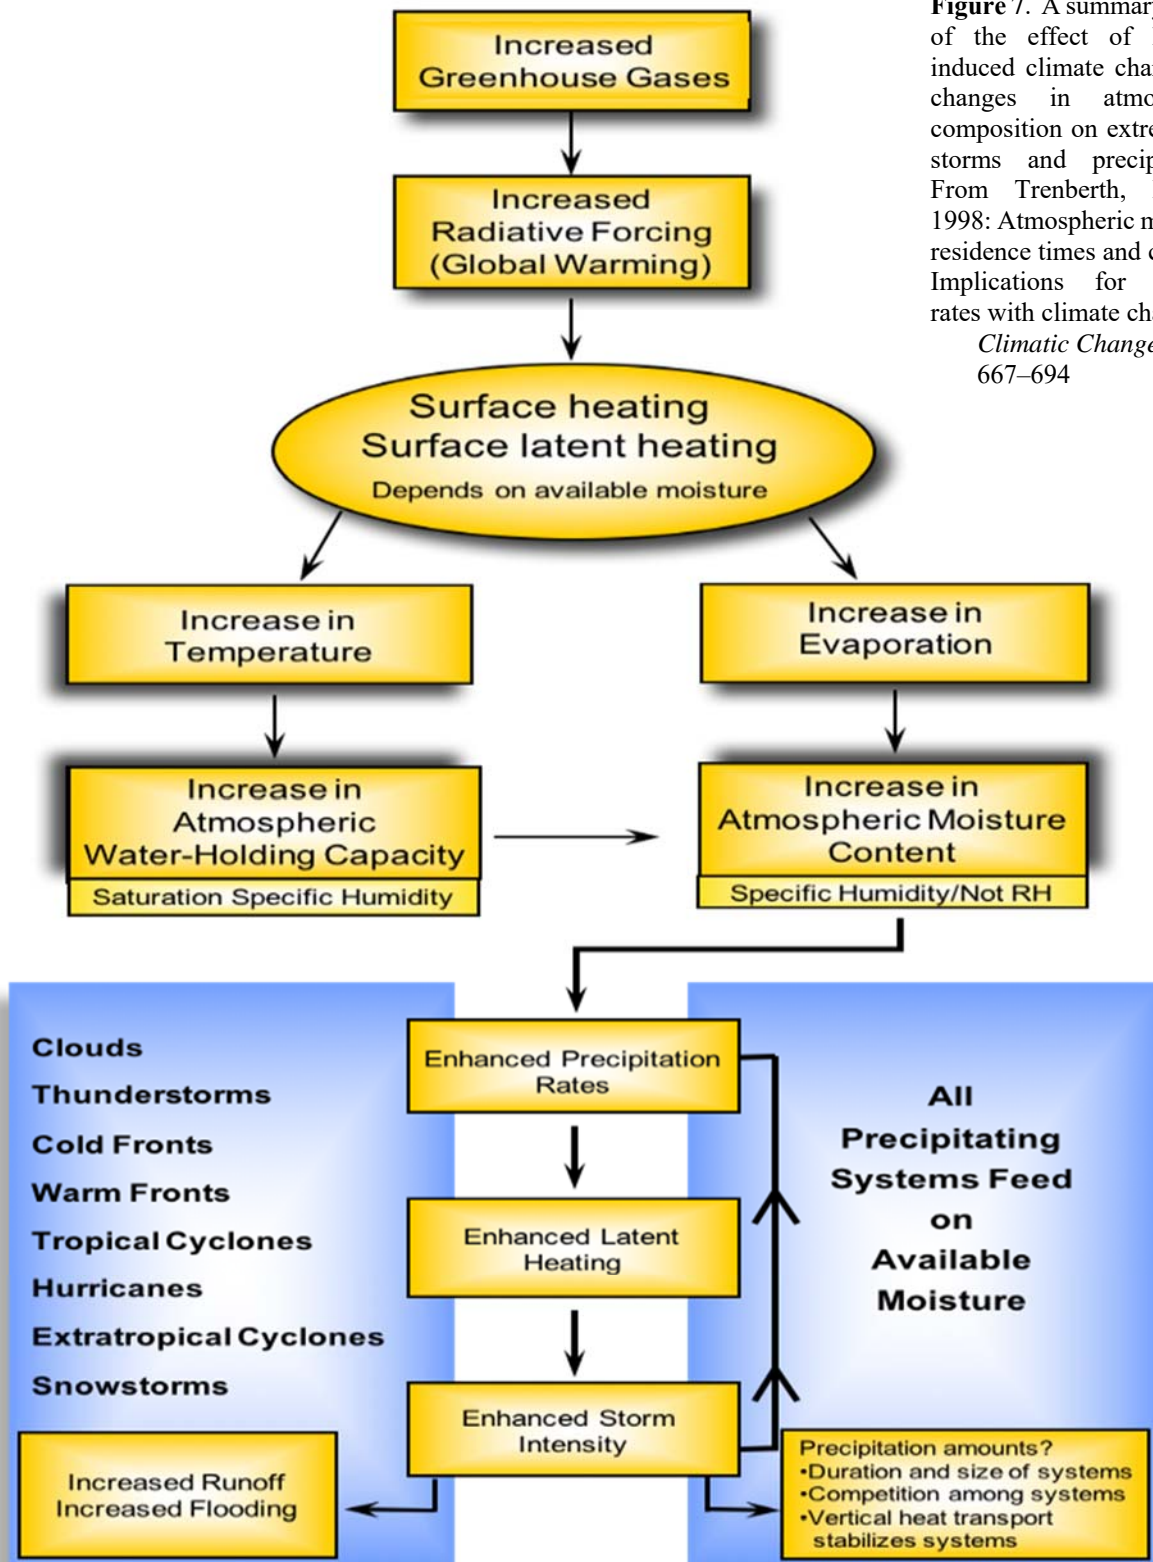 Increased
Greenhouse Gases
Figure 7. A summary
of the effect of
induced climate
changes in
composition on
storms and
From Trenberth,
1998: Atmospheric
residence times and
Implications for
rates with climate
Climatic Change
667–694
Increased
Radiative Forcing
(Global Warming)
Surface heating
Surface latent heating
Depends on available moisture
Increase in
Temperature
Increase in
Evaporation
Increase in
Atmospheric
Water-Holding Capacity
Saturation Specific Humidity
Increase in
Atmospheric Moisture
Content
Specific Humidity/Not RH
Clouds
Thunderstorms
Cold Fronts
Warm Fronts
Tropical Cyclones
Hurricanes
Extratropical Cyclones
Snowstorms
Enhanced Precipitation
Rates
Enhanced Latent
Heating
Enhanced Storm
Intensity
All
Precipitating
Systems Feed
on
Available
Moisture
Increased Runoff
Increased Flooding
Precipitation amounts?
•Duration and size of systems
•Competition among systems
•Vertical heat transport
stabilizes systems